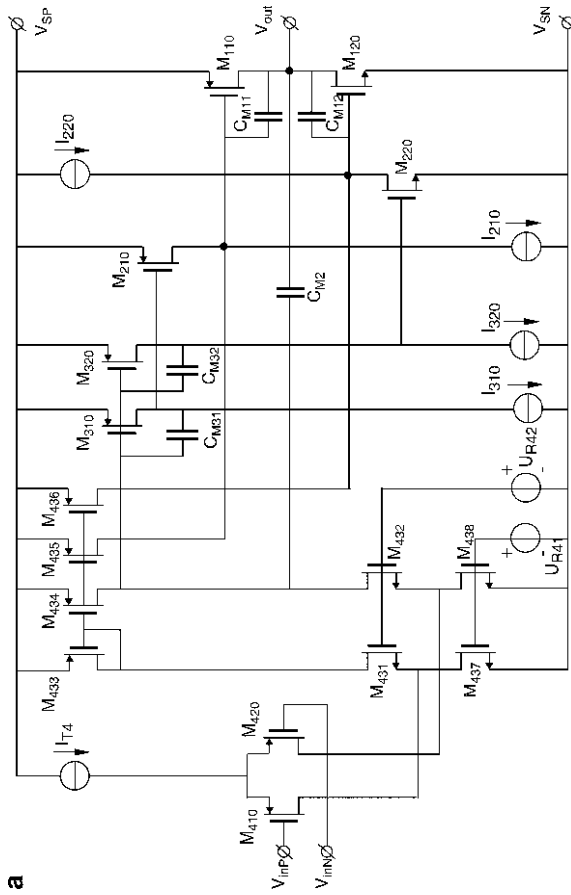 a
V_SP
V_out
V_SN
M_110
M_120
C_M11
C_M12
I_220
M_220
M_210
I_210
C_M2
M_320
C_M32
I_320
M_310
C_M31
I_310
M_436
M_435
M_434
M_433
M_432
M_438
M_431
M_437
+
-
U_R42
+
-
U_R41
I_T4
M_420
M_410
V_inP
V_inN